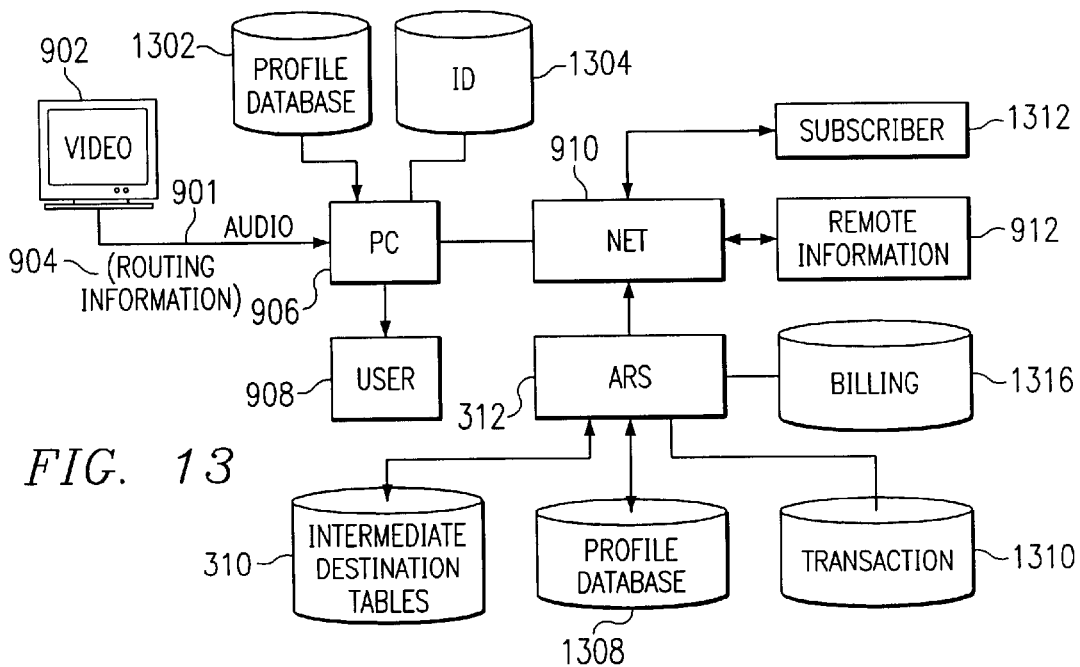 902
1302
PROFILE
DATABASE
ID
1304
VIDEO
910
SUBSCRIBER
1312
901
AUDIO
PC
NET
REMOTE
INFORMATION
912
904
(ROUTING
INFORMATION)
906
USER
908
ARS
312
BILLING
1316
FIG. 13
310
INTERMEDIATE
DESTINATION
TABLES
PROFILE
DATABASE
1308
TRANSACTION
1310